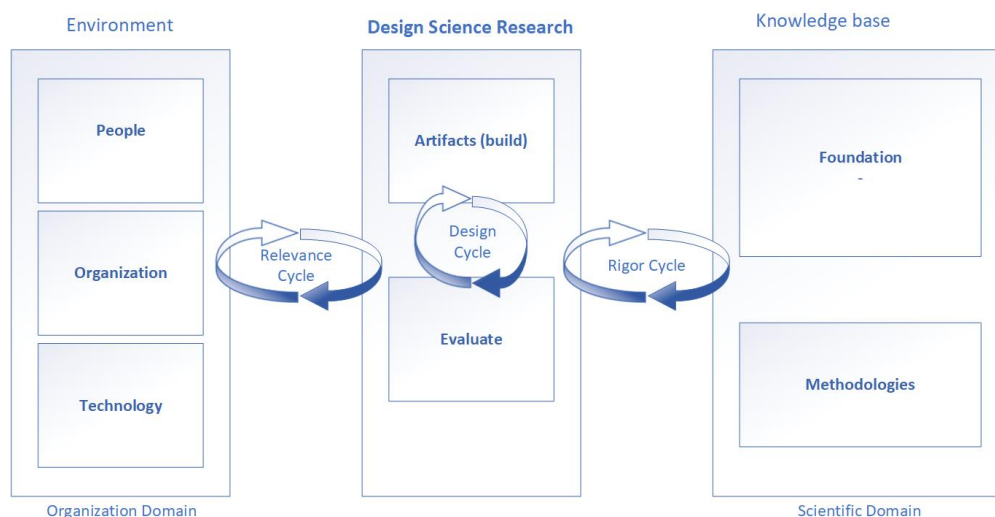 Environment
Design Science Research
Knowledge base
People
Organization
Technology
Relevance
Cycle
Artifacts (build)
Design
Cycle
Evaluate
Rigor Cycle
Foundation
-
Methodologies
Organization Domain
Scientific Domain